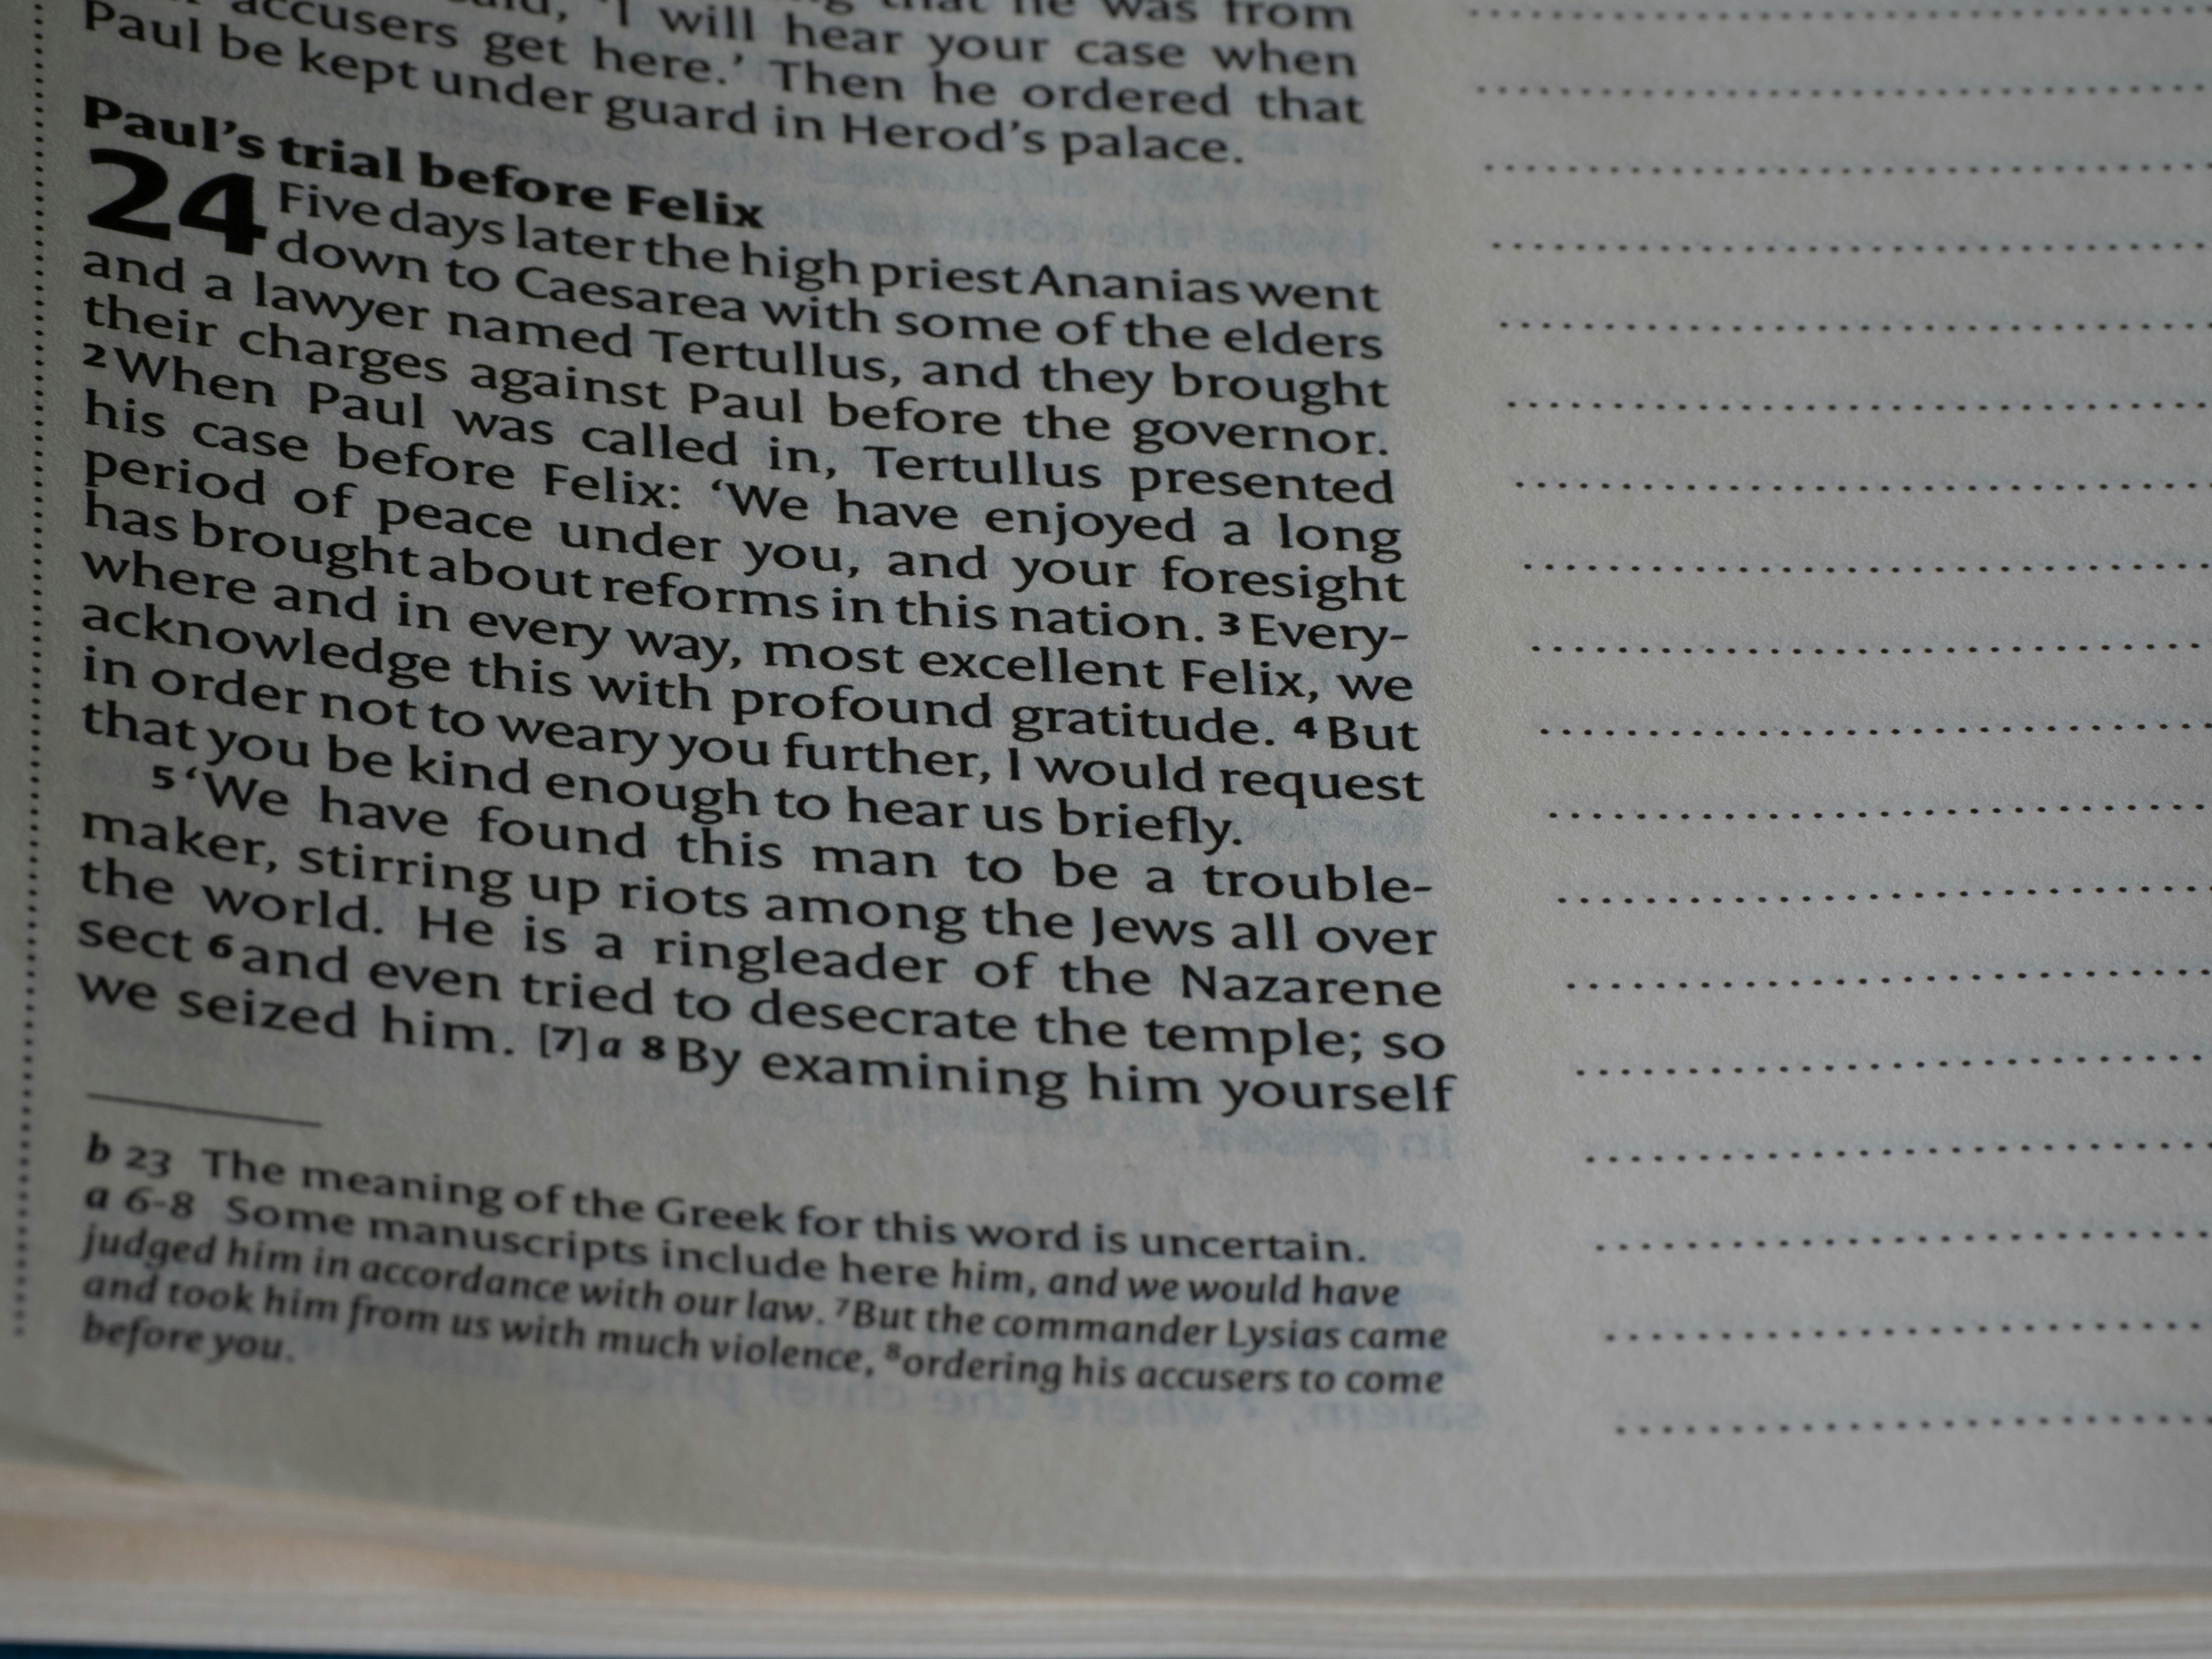 that he was from
accusers get here.’ Then he ordered that
Paul be kept under guard in Herod’s palace.
Paul’s trial before Felix
24 Five days later the high priest Ananias went
down to Caesarea with some of the elders
and a lawyer named Tertullus, and they brought
their charges against Paul before the governor.
2 When Paul was called in, Tertullus presented
his case before Felix: ‘We have enjoyed a long
period of peace under you, and your foresight
has brought about reforms in this nation. 3 Every-
where and in every way, most excellent Felix, we
acknowledge this with profound gratitude. 4 But
in order not to weary you further, I would request
that you be kind enough to hear us briefly.
5 ‘We have found this man to be a trouble-
maker, stirring up riots among the Jews all over
the world. He is a ringleader of the Nazarene
sect 6 and even tried to desecrate the temple; so
we seized him. [7] a 8 By examining him yourself
b 23 The meaning of the Greek for this word is uncertain.
a 6-8 Some manuscripts include here him, and we would have
judged him in accordance with our law. 7 But the commander Lysias came
and took him from us with much violence, 8 ordering his accusers to come
before you.